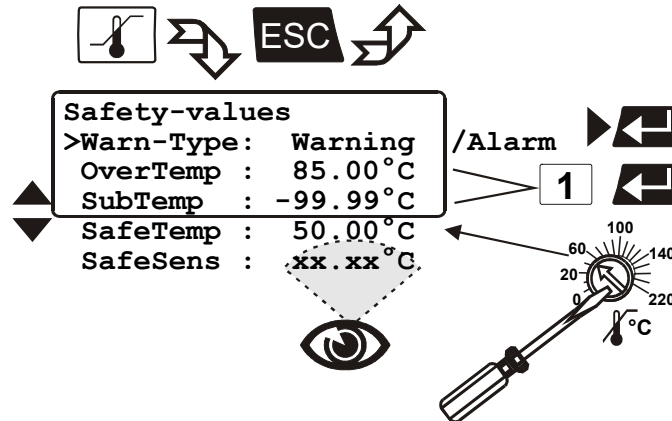 ESC
Safety-values
>Warn-Type: Warning /Alarm
OverTemp : 85.00°C
SubTemp : -99.99°C
1
SafeTemp : 50.00°C
SafeSens : xx.xx°C
100
60 140
20
0 220
°C